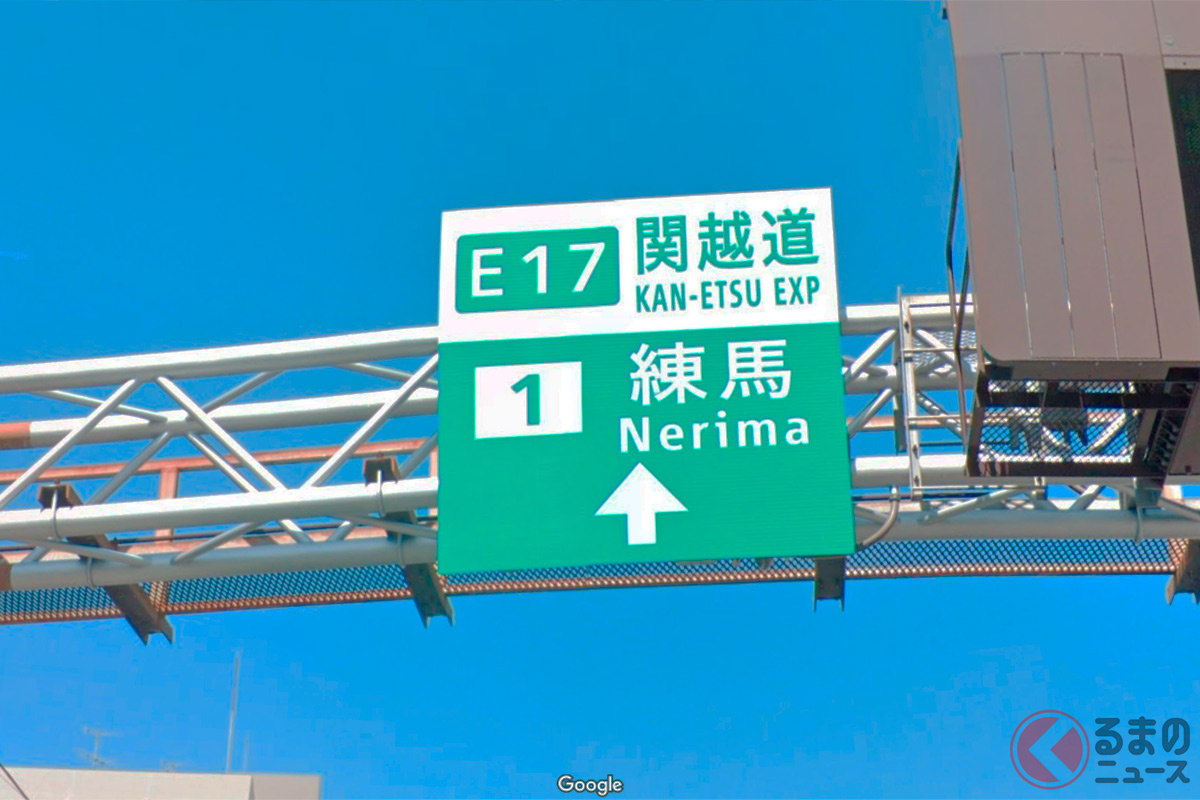 E17 関越道
KAN-ETSU EXP
1 練馬
Nerima
Google
くるまの
ニュース